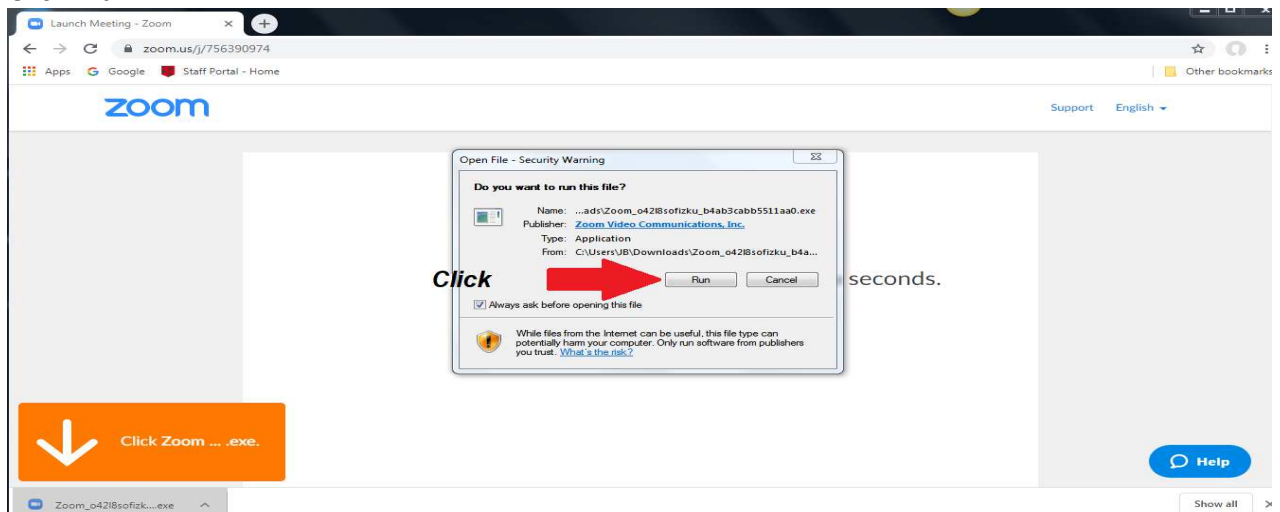 Launch Meeting - Zoom
zoom.us/j/756390974
Apps Google Staff Portal - Home Other bookmarks
zoom Support English
Open File - Security Warning
Do you want to run this file?
Name: ...ads\Zoom_o42l8sofizku_b4ab3cabb5511aa0.exe
Publisher: Zoom Video Communications, Inc.
Type: Application
From: C:\Users\JB\Downloads\Zoom_o42l8sofizku_b4a...
Click Run Cancel seconds.
Always ask before opening this file
While files from the Internet can be useful, this file type can
potentially harm your computer. Only run software from publishers
you trust. What's the risk?
Click Zoom ... .exe.
Help
Zoom_o42l8sofizk....exe Show all